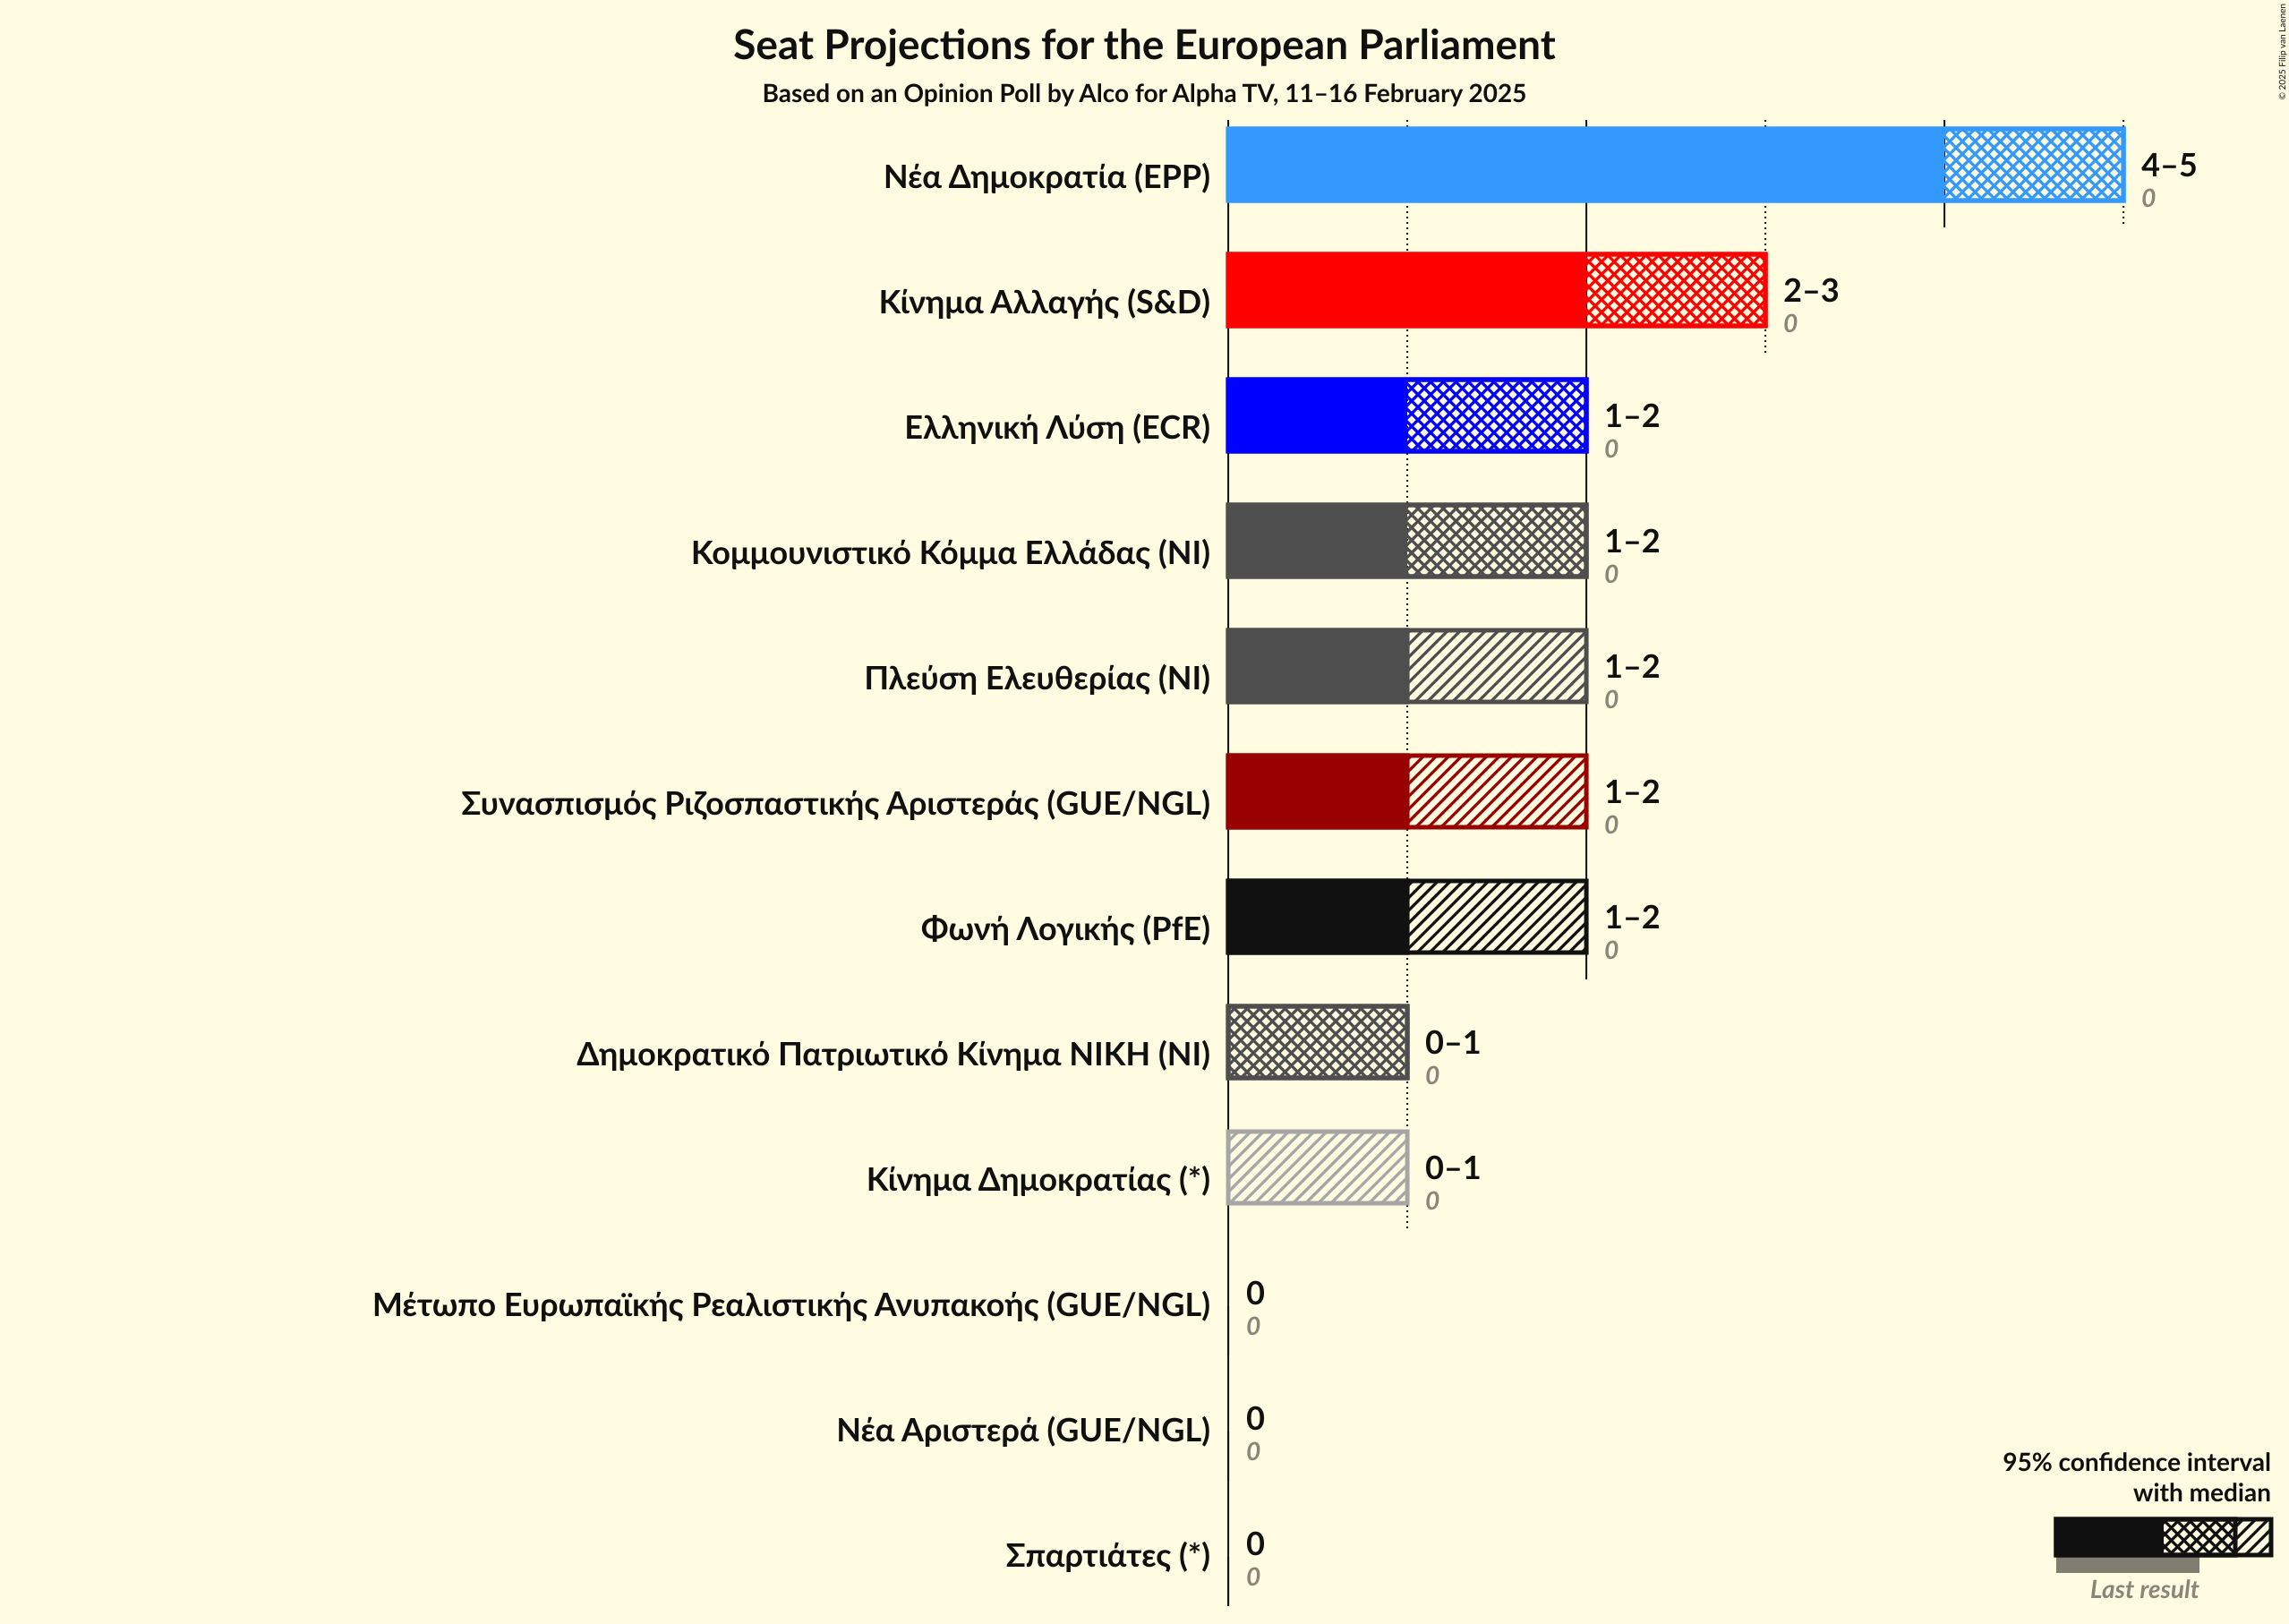 Seat Projections for the European Parliament
Based on an Opinion Poll by Alco for Alpha TV, 11–16 February 2025
© 2025 Filip van Laenen
Νέα Δημοκρατία (EPP)
4–5
0
Κίνημα Αλλαγής (S&D)
2–3
0
Ελληνική Λύση (ECR)
1–2
0
Κομμουνιστικό Κόμμα Ελλάδας (NI)
1–2
0
Πλεύση Ελευθερίας (NI)
1–2
0
Συνασπισμός Ριζοσπαστικής Αριστεράς (GUE/NGL)
1–2
0
Φωνή Λογικής (PfE)
1–2
0
Δημοκρατικό Πατριωτικό Κίνημα ΝΙΚΗ (NI)
0–1
0
Κίνημα Δημοκρατίας (*)
0–1
0
Μέτωπο Ευρωπαϊκής Ρεαλιστικής Ανυπακοής (GUE/NGL)
0
0
Νέα Αριστερά (GUE/NGL)
0
0
Σπαρτιάτες (*)
0
0
95% confidence interval
with median
Last result